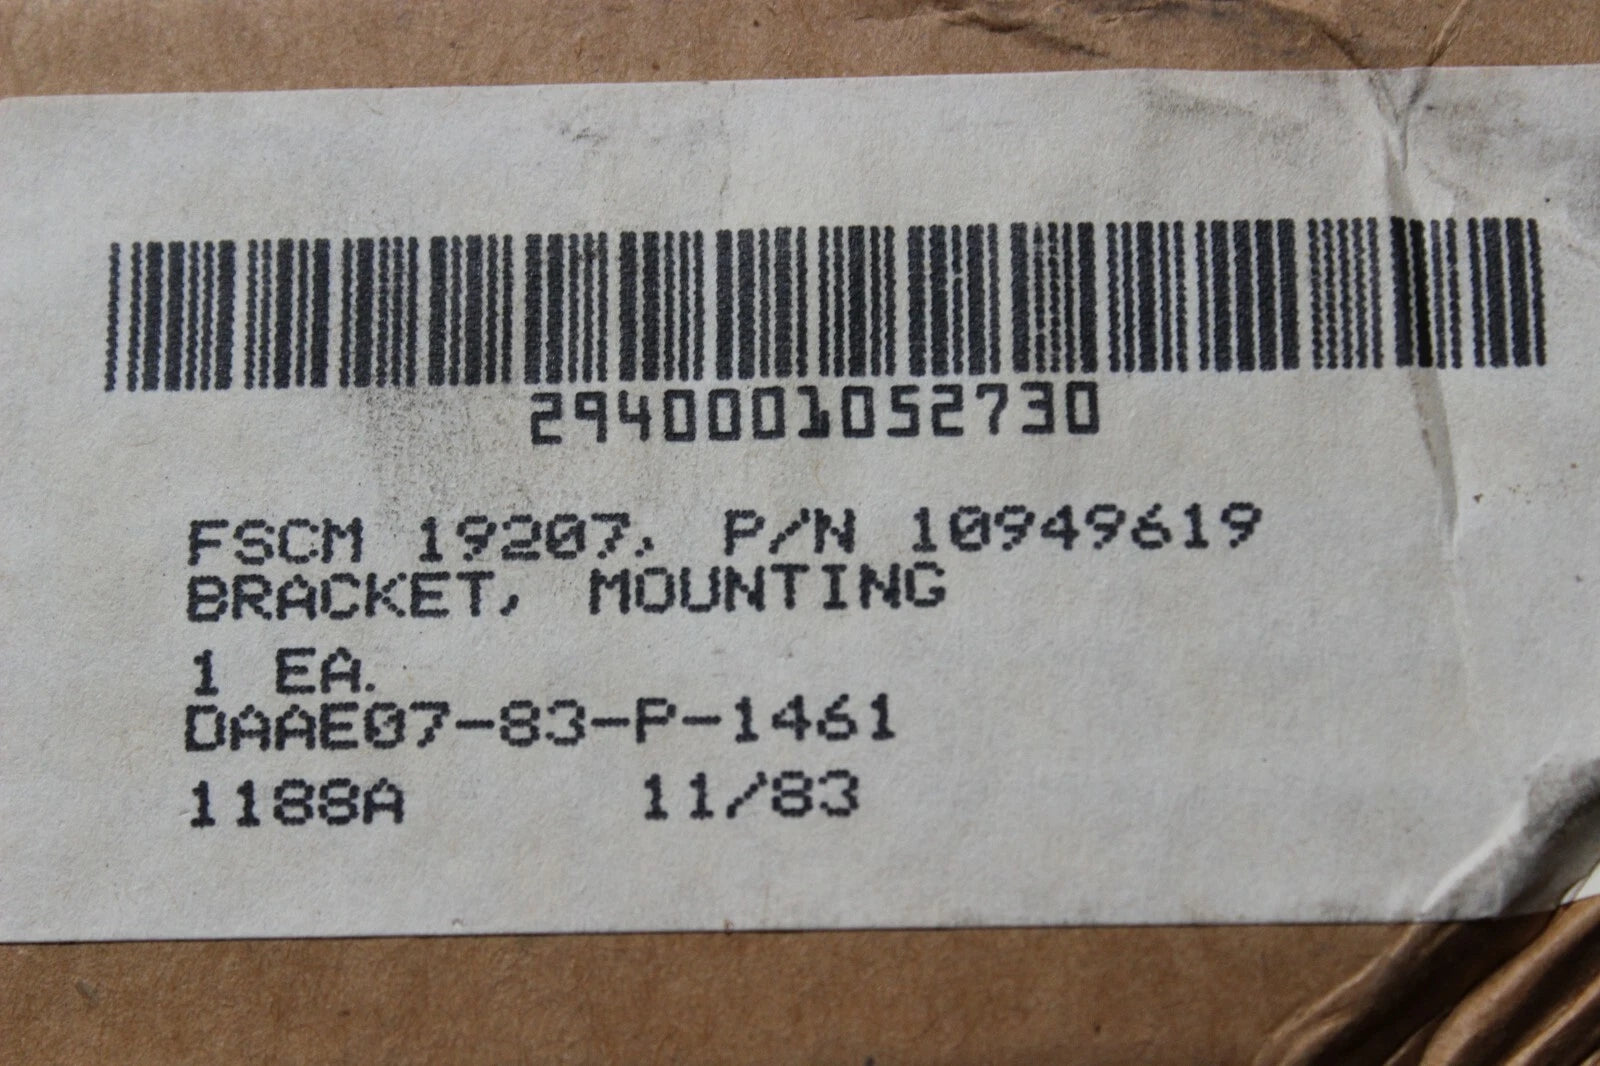 2940001052730
FSCM 19207, P/N 10949619
BRACKET, MOUNTING
1 EA.
DAAE07-83-P-1461
1188A 11/83